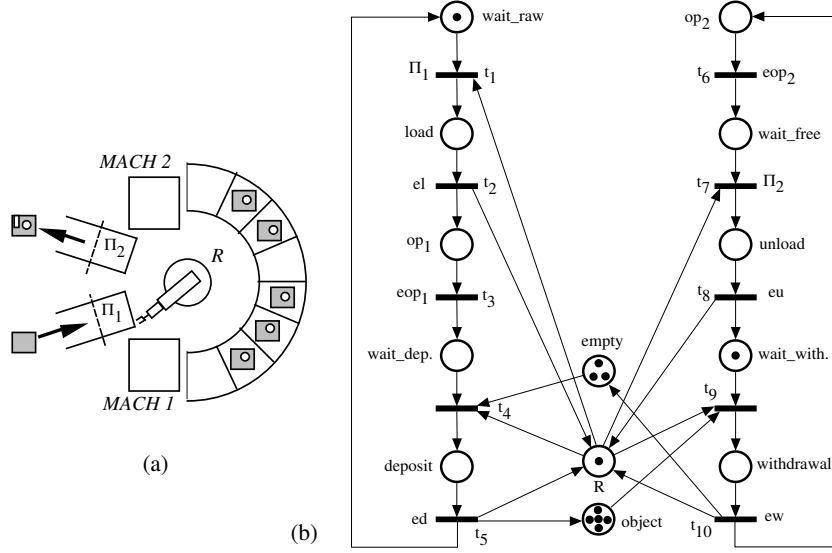 MACH 2
Π2
R
Π1
MACH 1
(a)
wait_raw
Π1 t1
load
el t2
op1
eop1 t3
wait_dep.
t4
deposit
ed t5
empty
R
object
op2
t6 eop2
wait_free
t7 Π2
unload
t8 eu
wait_with.
t9
withdrawal
t10 ew
(b)